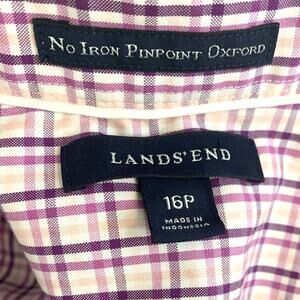 No Iron Pinpoint Oxford
LANDS' END
16P
MADE IN
INDONESIA